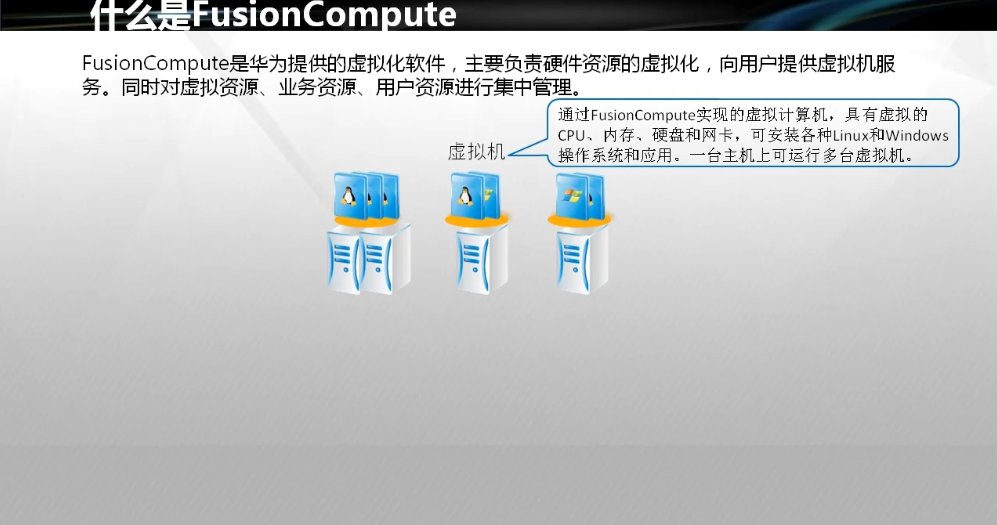 什么是FusionCompute
FusionCompute是华为提供的虚拟化软件，主要负责硬件资源的虚拟化，向用户提供虚拟机服
务。同时对虚拟资源、业务资源、用户资源进行集中管理。
通过FusionCompute实现的虚拟计算机，具有虚拟的
CPU、内存、硬盘和网卡，可安装各种Linux和Windows
操作系统和应用。一台主机上可运行多台虚拟机。
虚拟机